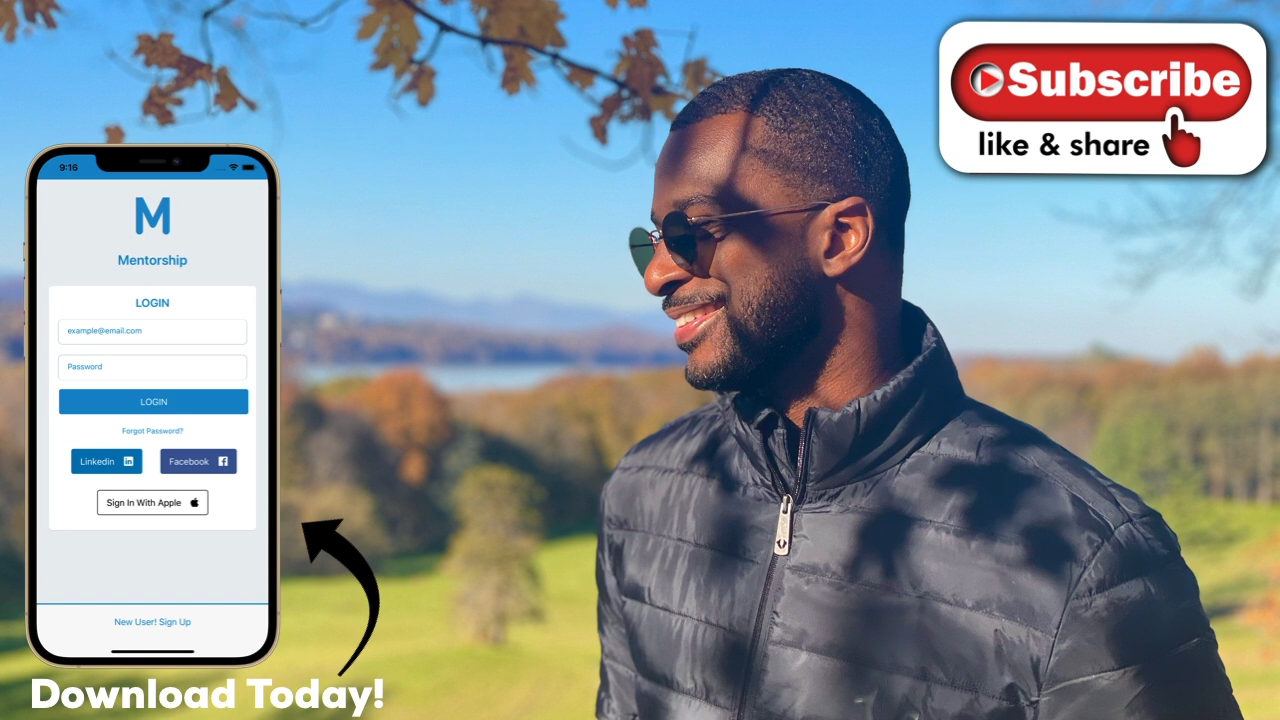 Subscribe
like & share
9:16
M
Mentorship
LOGIN
example@email.com
Password
LOGIN
Forgot Password?
Linkedin in
Facebook f
Sign In With Apple
New User! Sign Up
Download Today!